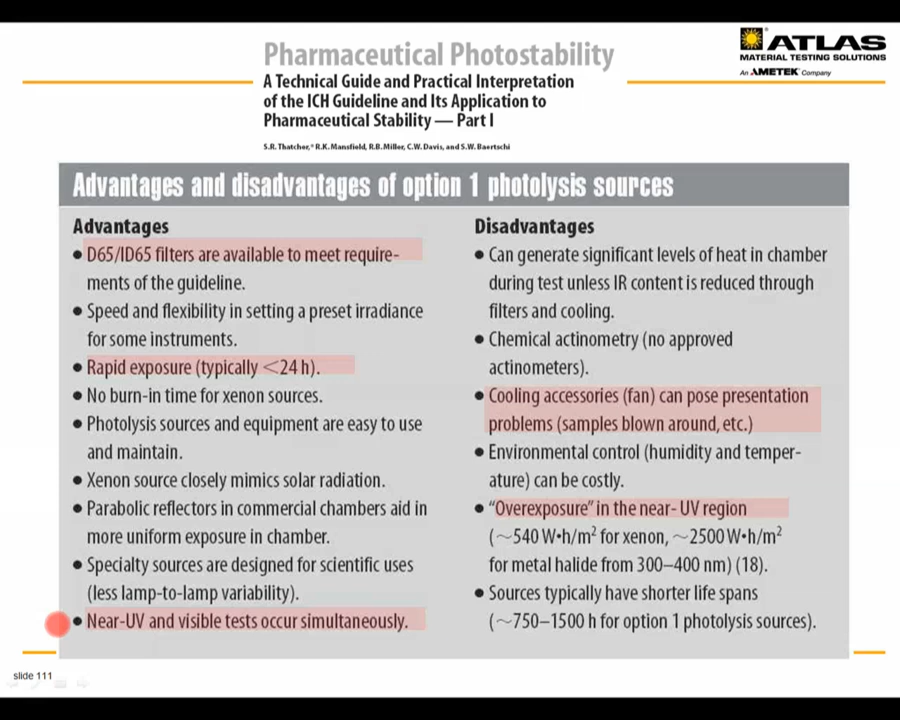 Pharmaceutical Photostability
A Technical Guide and Practical Interpretation
of the ICH Guideline and Its Application to
Pharmaceutical Stability — Part I
S.R. Thatcher,* R.K. Mansfield, R.B. Miller, C.W. Davis, and S.W. Baertschi
ATLAS
MATERIAL TESTING SOLUTIONS
An AMETEK Company
Advantages and disadvantages of option 1 photolysis sources
Advantages
● D65/ID65 filters are available to meet require-
ments of the guideline.
● Speed and flexibility in setting a preset irradiance
for some instruments.
● Rapid exposure (typically <24 h).
● No burn-in time for xenon sources.
● Photolysis sources and equipment are easy to use
and maintain.
● Xenon source closely mimics solar radiation.
● Parabolic reflectors in commercial chambers aid in
more uniform exposure in chamber.
● Specialty sources are designed for scientific uses
(less lamp-to-lamp variability).
● Near-UV and visible tests occur simultaneously.
Disadvantages
● Can generate significant levels of heat in chamber
during test unless IR content is reduced through
filters and cooling.
● Chemical actinometry (no approved
actinometers).
● Cooling accessories (fan) can pose presentation
problems (samples blown around, etc.)
● Environmental control (humidity and temper-
ature) can be costly.
● "Overexposure" in the near- UV region
(~540 W•h/m² for xenon, ~2500 W•h/m²
for metal halide from 300–400 nm) (18).
● Sources typically have shorter life spans
(~750–1500 h for option 1 photolysis sources).
slide 111